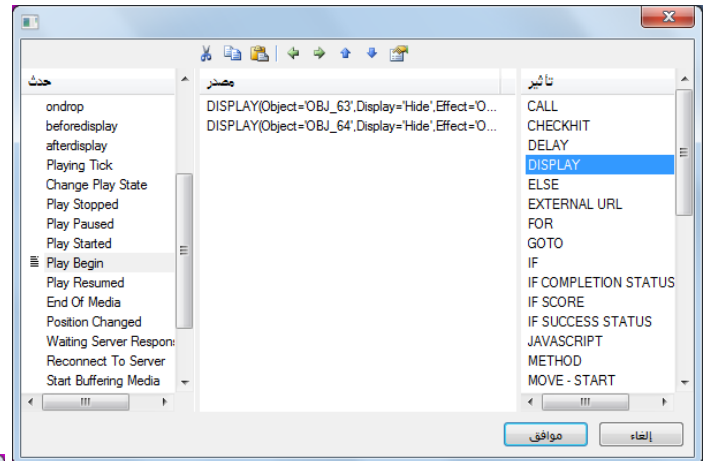 حدث
ondrop
beforedisplay
afterdisplay
Playing Tick
Change Play State
Play Stopped
Play Paused
Play Started
Play Begin
Play Resumed
End Of Media
Position Changed
Waiting Server Respon
Reconnect To Server
Start Buffering Media
مصدر
DISPLAY(Object='OBJ_63',Display='Hide',Effect='O...
DISPLAY(Object='OBJ_64',Display='Hide',Effect='O...
تأثير
CALL
CHECKHIT
DELAY
DISPLAY
ELSE
EXTERNAL URL
FOR
GOTO
IF
IF COMPLETION STATUS
IF SCORE
IF SUCCESS STATUS
JAVASCRIPT
METHOD
MOVE - START
موافق
إلغاء